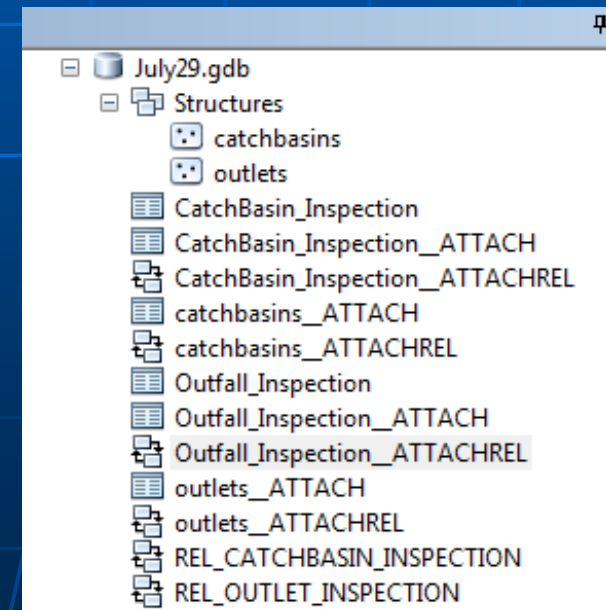 July29.gdb
Structures
catchbasins
outlets
CatchBasin_Inspection
CatchBasin_Inspection__ATTACH
CatchBasin_Inspection__ATTACHREL
catchbasins__ATTACH
catchbasins__ATTACHREL
Outfall_Inspection
Outfall_Inspection__ATTACH
Outfall_Inspection__ATTACHREL
outlets__ATTACH
outlets__ATTACHREL
REL_CATCHBASIN_INSPECTION
REL_OUTLET_INSPECTION